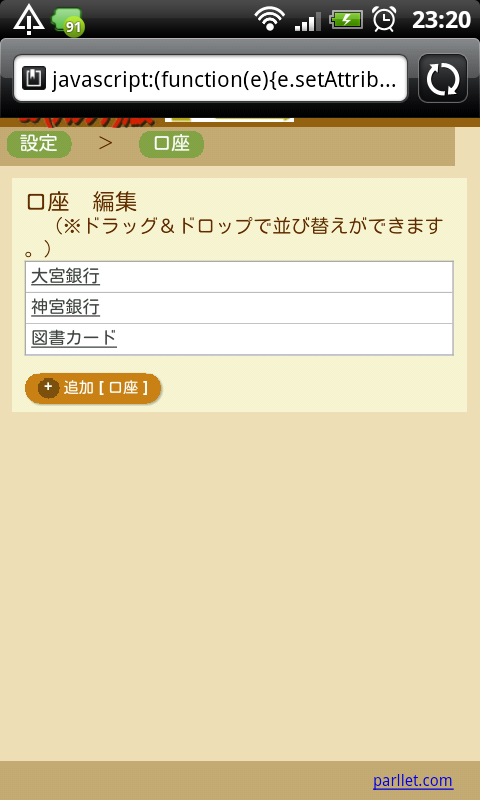 91
23:20
javascript:(function(e){e.setAttrib...
設定 > 口座
口座　編集
（※ドラッグ＆ドロップで並び替えができます
。）
大宮銀行
神宮銀行
図書カード
+ 追加 [ 口座 ]
parllet.com